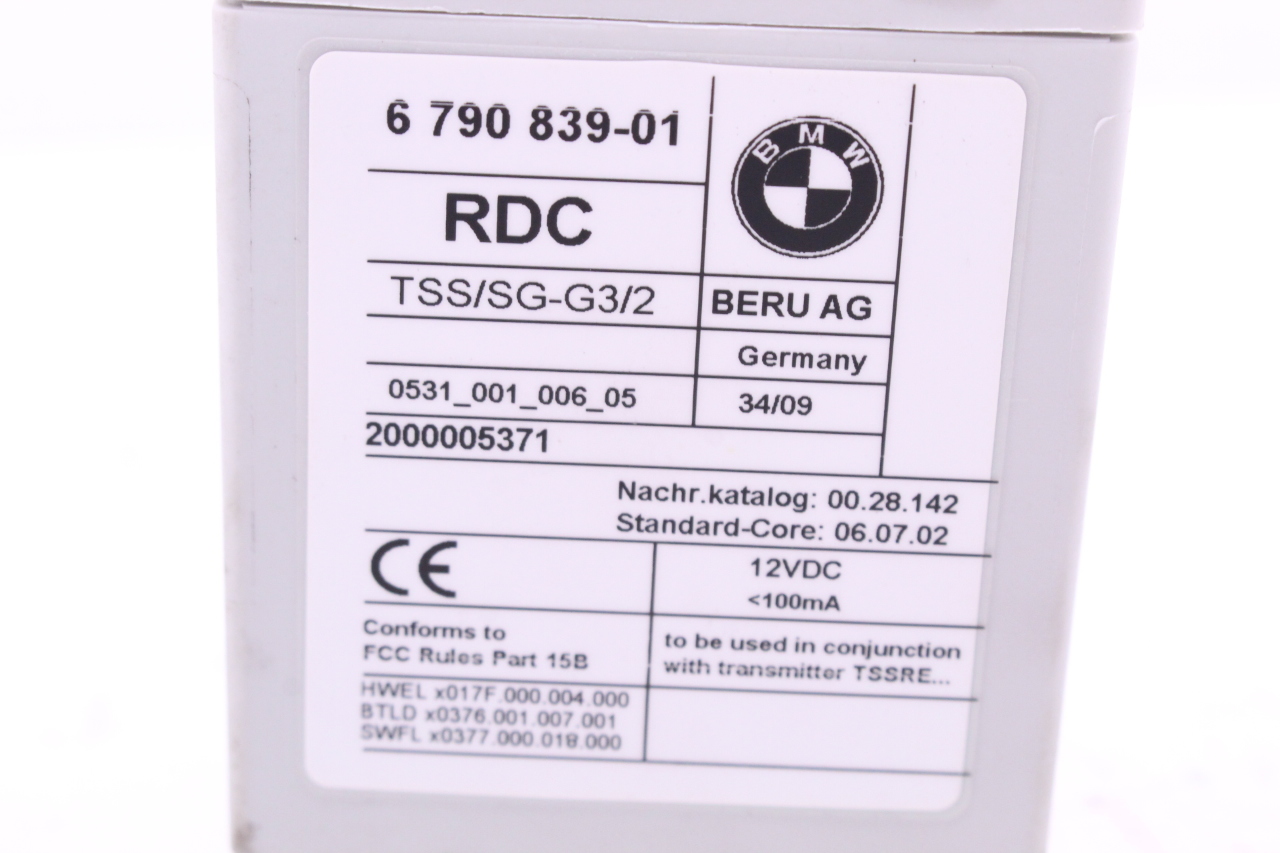 6 790 839-01
BMW
RDC
TSS/SG-G3/2
BERU AG
Germany
0531_001_006_05
34/09
2000005371
Nachr.katalog: 00.28.142
Standard-Core: 06.07.02
CE
12VDC
<100mA
Conforms to
FCC Rules Part 15B
to be used in conjunction
with transmitter TSSRE...
HWEL x017F.000.004.000
BTLD x0376.001.007.001
SWFL x0377.000.018.000